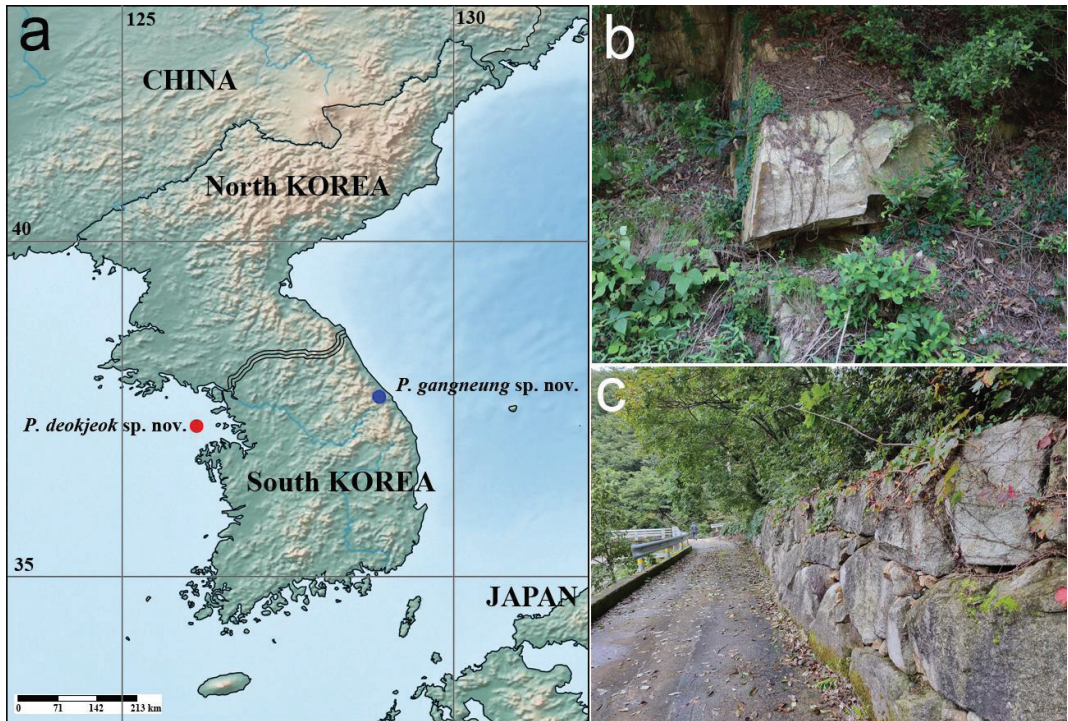 a
125
130
CHINA
North KOREA
40
P. gangneung sp. nov.
P. deokjeok sp. nov.
South KOREA
35
JAPAN
0 71 142 213 km
b
c